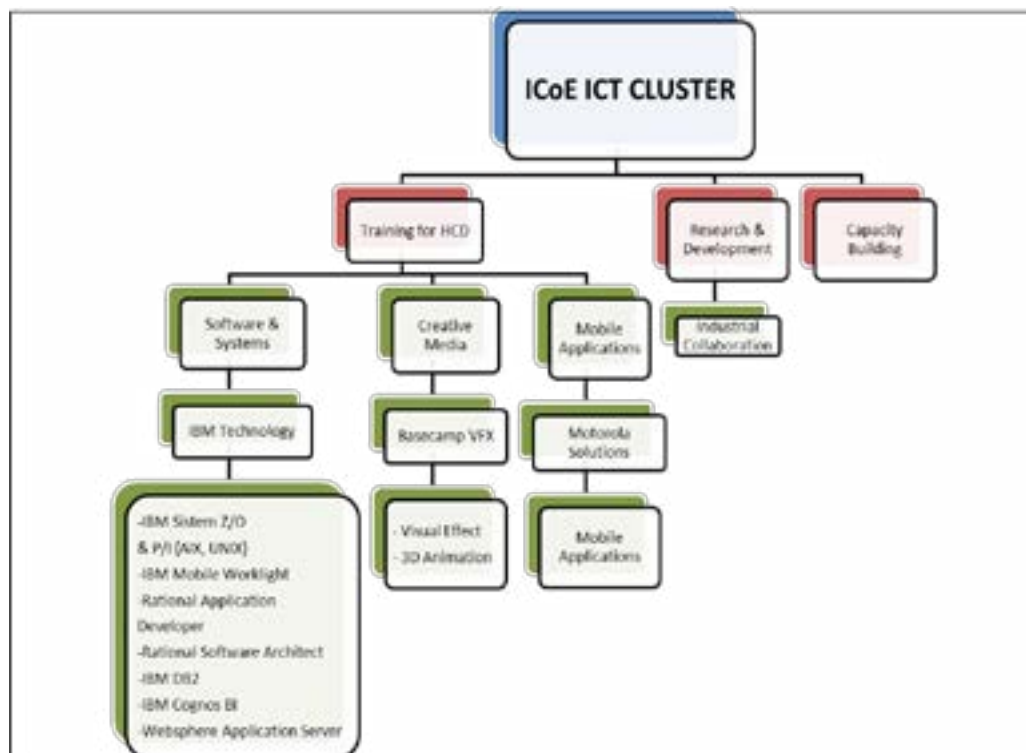 ICoE ICT CLUSTER
Training for HCD
Research &
Development
Capacity
Building
Software &
Systems
Creative
Media
Mobile
Applications
Industrial
Collaboration
IBM Technology
Basecamp VFX
Motorola
Solutions
-IBM Sistem Z/O
& P/I (AIX, UNIX)
-IBM Mobile Worklight
-Rational Application
Developer
-Rational Software Architect
-IBM DB2
-IBM Cognos BI
-Websphere Application Server
- Visual Effect
- 3D Animation
Mobile
Applications